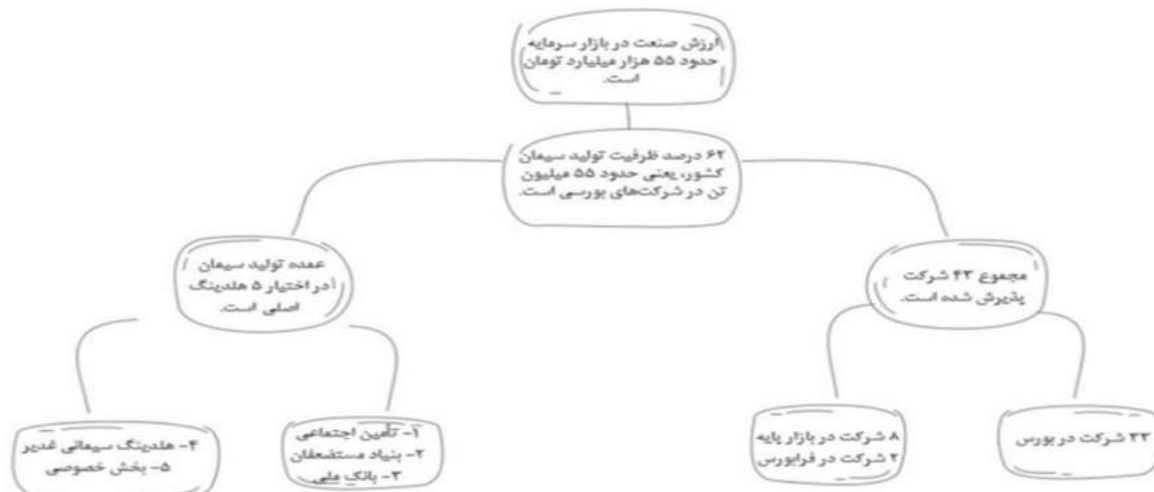 ارزش صنعت در بازار سرمایه
حدود ۵۵ هزار میلیارد تومان
است.
۶۲ درصد ظرفیت تولید سیمان
کشور، یعنی حدود ۵۵ میلیون
تن در شرکت‌های بورسی است.
مجموع ۴۳ شرکت
پذیرش شده است.
عمده تولید سیمان
در اختیار ۵ هلدینگ
اصلی است.
۳۳ شرکت در بورس
۸ شرکت در بازار پایه
۲ شرکت در فرابورس
۱- تأمین اجتماعی
۲- بنیاد مستضعفان
۳- بانک ملی
۴- هلدینگ سیمانی غدیر
۵- بخش خصوصی